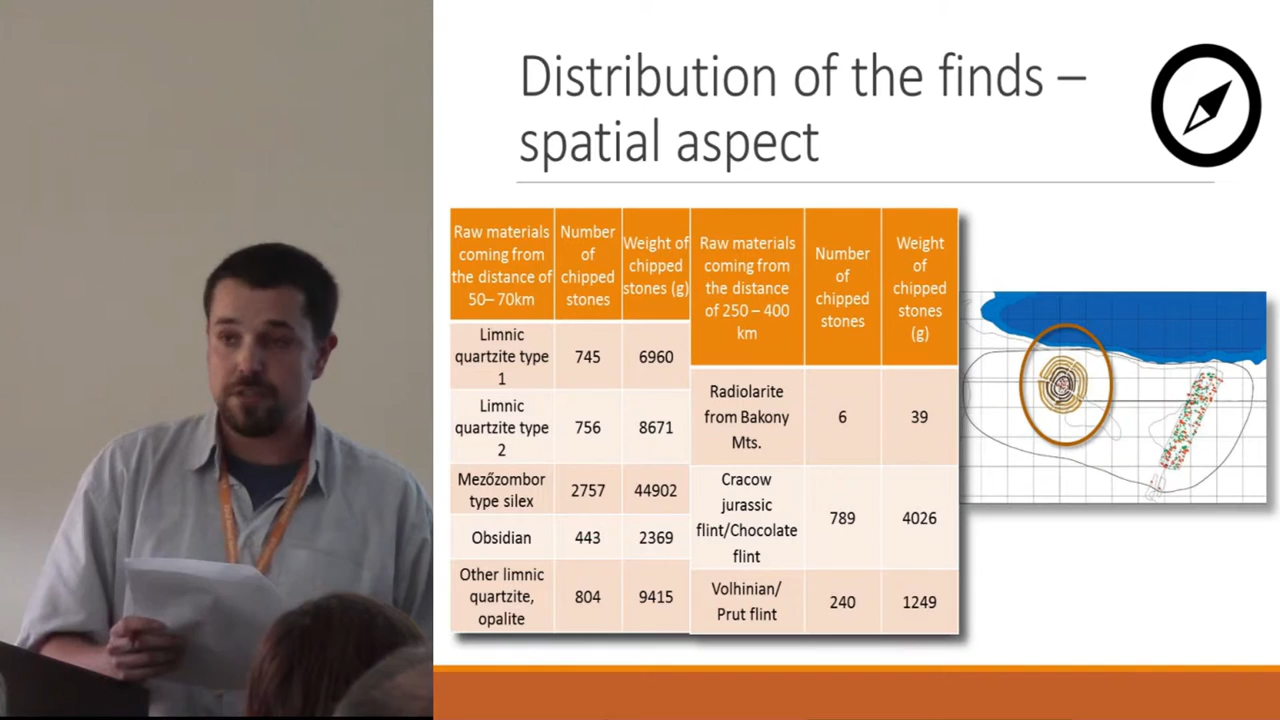 Distribution of the finds –
spatial aspect
Raw materials
coming from
the distance of
50– 70km
Number
of
chipped
stones
Weight of
chipped
stones (g)
Limnic
quartzite type
1
745
6960
Limnic
quartzite type
2
756
8671
Mezőzombor
type silex
2757
44902
Obsidian
443
2369
Other limnic
quartzite,
opalite
804
9415
Raw materials
coming from
the distance
of 250 – 400
km
Number
of
chipped
stones
Weight
of
chipped
stones
(g)
Radiolarite
from Bakony
Mts.
6
39
Cracow
jurassic
flint/Chocolate
flint
789
4026
Volhinian/
Prut flint
240
1249